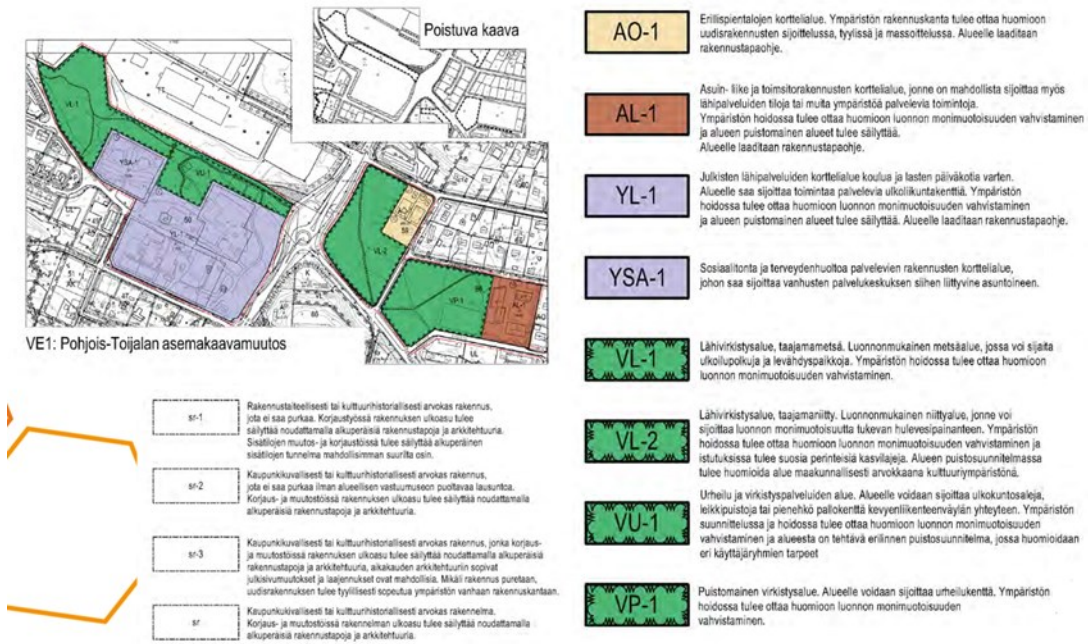 Poistuva kaava
VL-1
YSA-1
VU-1
YL-1
VL-2
VP-1
VE1: Pohjois-Toijalan asemakaavamuutos
sr-1
Rakennustaiteellisesti tai kulttuurihistoriallisesti arvokas rakennus,
jota ei saa purkaa. Korjaustyössä rakennuksen ulkoasu tulee
säilyttää noudattamalla alkuperäisiä rakennustapoja ja arkkitehtuuria.
Sisätilojen muutos- ja korjaustöissä tulee säilyttää alkuperäinen
sisätilojen tunnelma mahdollisimman suurilta osin.
sr-2
Kaupunkikuvallisesti tai kulttuurihistoriallisesti arvokas rakennus,
jota ei saa purkaa ilman alueellisen vastuumuseon puoltavaa lausuntoa.
Korjaus- ja muutostöissä rakennuksen ulkoasu tulee säilyttää noudattamalla
alkuperäisiä rakennustapoja ja arkkitehtuuria.
sr-3
Kaupunkikuvallisesti tai kulttuurihistoriallisesti arvokas rakennus, jonka korjaus-
ja muutostöissä rakennuksen ulkoasu tulee säilyttää noudattamalla alkuperäisiä
rakennustapoja ja arkkitehtuuria, aikakauden arkkitehtuuriin sopivat
julkisivumuutokset ja laajennukset ovat mahdollisia. Mikäli rakennus puretaan,
uudisrakennuksen tulee tyylillisesti sopeutua ympäristön vanhaan rakennuskantaan.
sr
Kaupunkukivallisesti tai kulttuurihistoriallisesti arvokas rakennelma.
Korjaus- ja muutostöissä rakennelman ulkoasu tulee säilyttää noudattamalla
alkuperäisiä rakennustapoja ja arkkitehtuuria.
AO-1
Erillispientalojen korttelialue. Ympäristön rakennuskanta tulee ottaa huomioon
uudisrakennusten sijoittelussa, tyylissä ja massoittelussa. Alueelle laaditaan
rakennustapaohje.
AL-1
Asuin- liike ja toimsitorakennusten korttelialue, jonne on mahdollista sijoittaa myös
lähipalveluiden tiloja tai muita ympäristöä palvelevia toimintoja.
Ympäristön hoidossa tulee ottaa huomioon luonnon monimuotoisuuden vahvistaminen
ja alueen puistomainen alueet tulee säilyttää.
Alueelle laaditaan rakennustapaohje.
YL-1
Julkisten lähipalveluiden korttelialue koulua ja lasten päiväkotia varten.
Alueelle saa sijoittaa toimintaa palvelevia ulkoliikuntakenttiä. Ympäristön
hoidossa tulee ottaa huomioon luonnon monimuotoisuuden vahvistaminen
ja alueen puistomainen alueet tulee säilyttää. Alueelle laaditaan rakennustapaohje.
YSA-1
Sosiaalitonta ja terveydenhuoltoa palvelevien rakennusten korttelialue,
johon saa sijoittaa vanhusten palvelukeskuksen siihen liittyvine asuntoineen.
VL-1
Lähivirkistysalue, taajamametsä. Luonnonmukainen metsäalue, jossa voi sijaita
ulkoilupolkuja ja levähdyspaikkoja. Ympäristön hoidossa tulee ottaa huomioon
luonnon monimuotoisuuden vahvistaminen.
VL-2
Lähivirkistysalue, taajamaniitty. Luonnonmukainen niittyalue, jonne voi
sijoittaa luonnon monimuotoisuutta tukevan hulevesipainanteen. Ympäristön
hoidossa tulee ottaa huomioon luonnon monimuotoisuuden vahvistaminen ja
istutuksissa tulee suosia perinteisiä kasvilajeja. Alueen puistosuunnitelmassa
tulee huomioida alue maakunnallisesti arvokkaana kulttuuriympäristönä.
VU-1
Urheilu ja virkistyspalveluiden alue. Alueelle voidaan sijoittaa ulkokuntosaleja,
leikkipuistoja tai pienehkö pallokenttä kevyenliikenteenväylän yhteyteen. Ympäristön
suunnittelussa ja hoidossa tulee ottaa huomioon luonnon monimuotoisuuden
vahvistaminen ja alueesta on tehtävä erilinnen puistosuunnitelma, jossa huomioidaan
eri käyttäjäryhmien tarpeet
VP-1
Puistomainen virkistysalue. Alueelle voidaan sijoittaa urheilukenttä. Ympäristön
hoidossa tulee ottaa huomioon luonnon monimuotoisuuden
vahvistaminen.